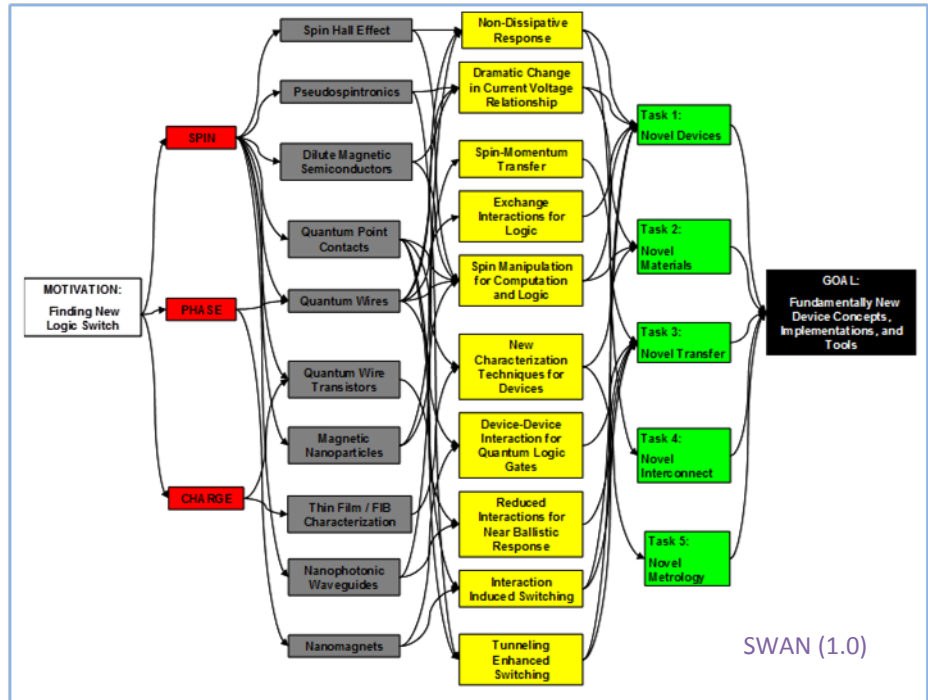 MOTIVATION:
Finding New
Logic Switch
SPIN
PHASE
CHARGE
Spin Hall Effect
Pseudospintronics
Dilute Magnetic
Semiconductors
Quantum Point
Contacts
Quantum Wires
Quantum Wire
Transistors
Magnetic
Nanoparticles
Thin Film / FIB
Characterization
Nanophotonic
Waveguides
Nanomagnets
Non-Dissipative
Response
Dramatic Change
in Current Voltage
Relationship
Spin-Momentum
Transfer
Exchange
Interactions for
Logic
Spin Manipulation
for Computation
and Logic
New
Characterization
Techniques for
Devices
Device-Device
Interaction for
Quantum Logic
Gates
Reduced
Interactions for
Near Ballistic
Response
Interaction
Induced Switching
Tunneling
Enhanced
Switching
Task 1:
Novel Devices
Task 2:
Novel
Materials
Task 3:
Novel Transfer
Task 4:
Novel
Interconnect
Task 5:
Novel
Metrology
GOAL:
Fundamentally New
Device Concepts,
Implementations, and
Tools
SWAN (1.0)